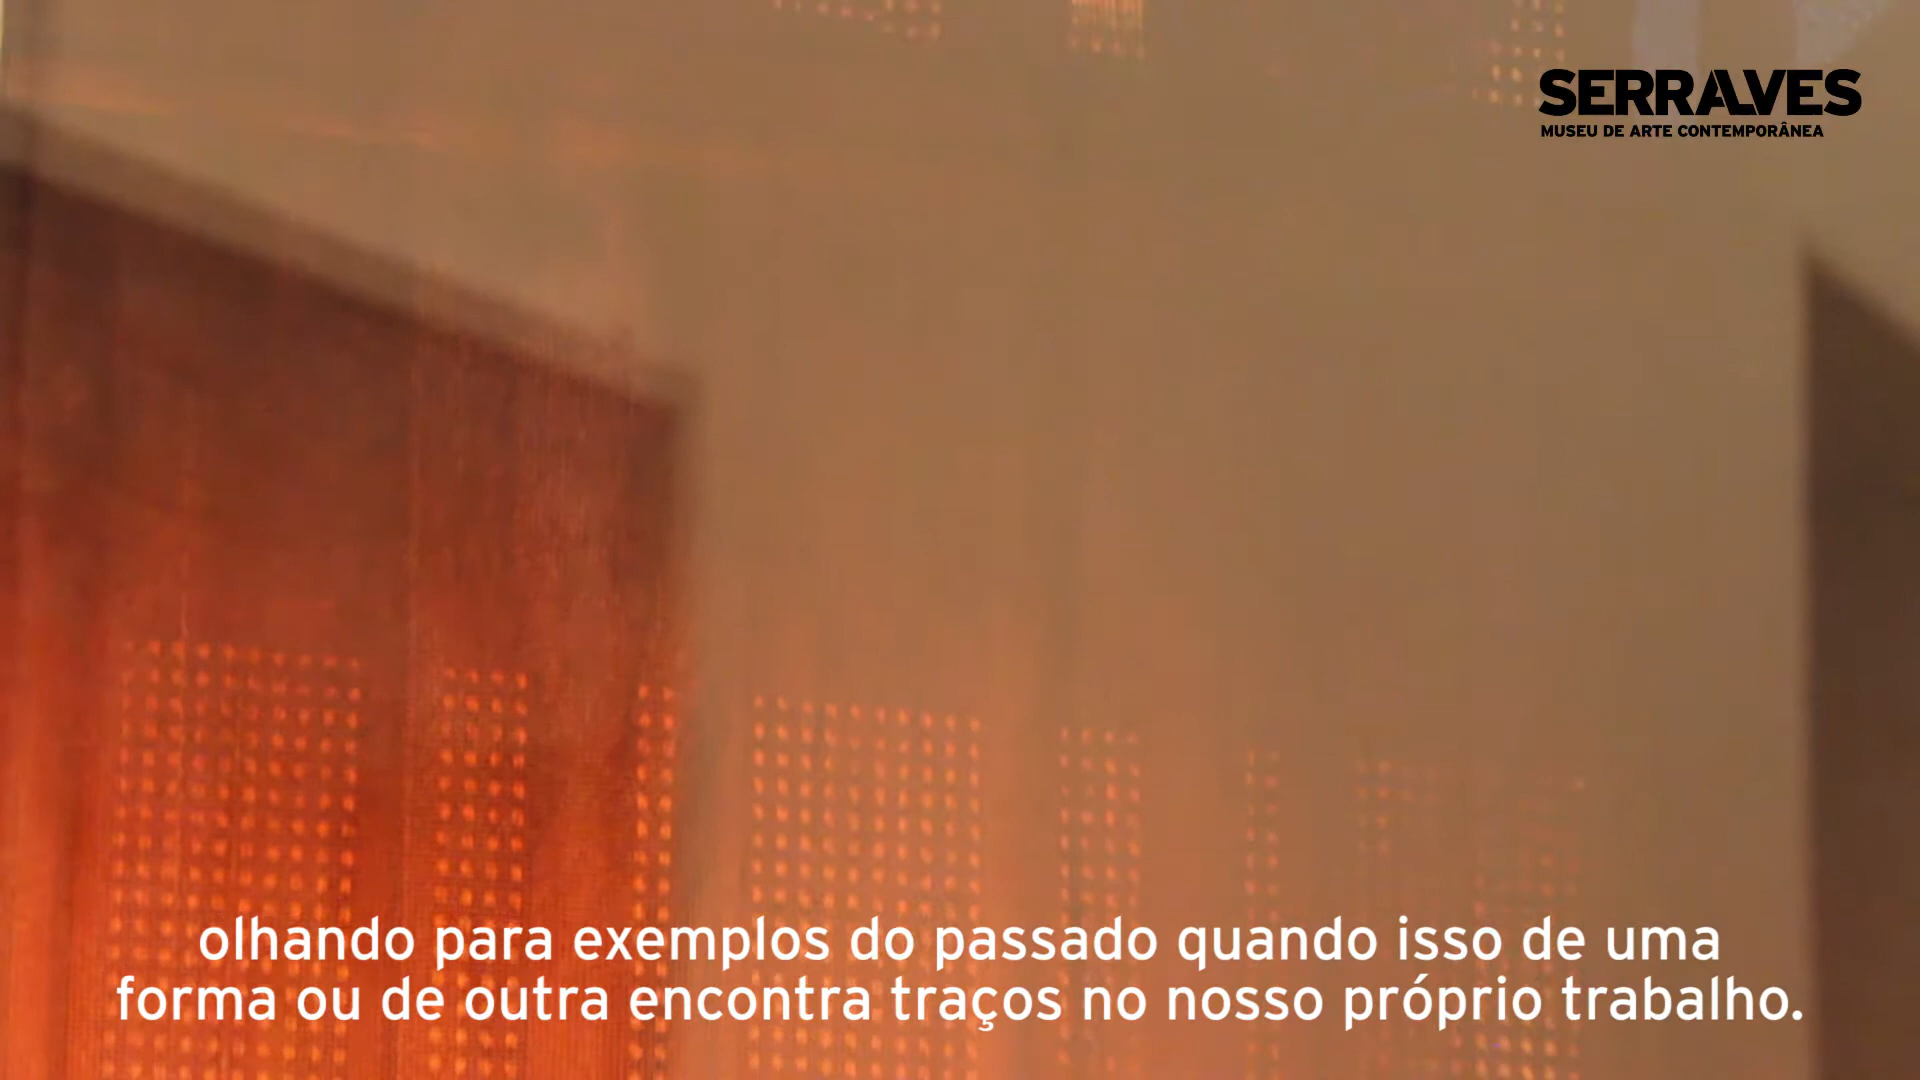 SERRALVES
MUSEU DE ARTE CONTEMPORÂNEA
olhando para exemplos do passado quando isso de uma
forma ou de outra encontra traços no nosso próprio trabalho.